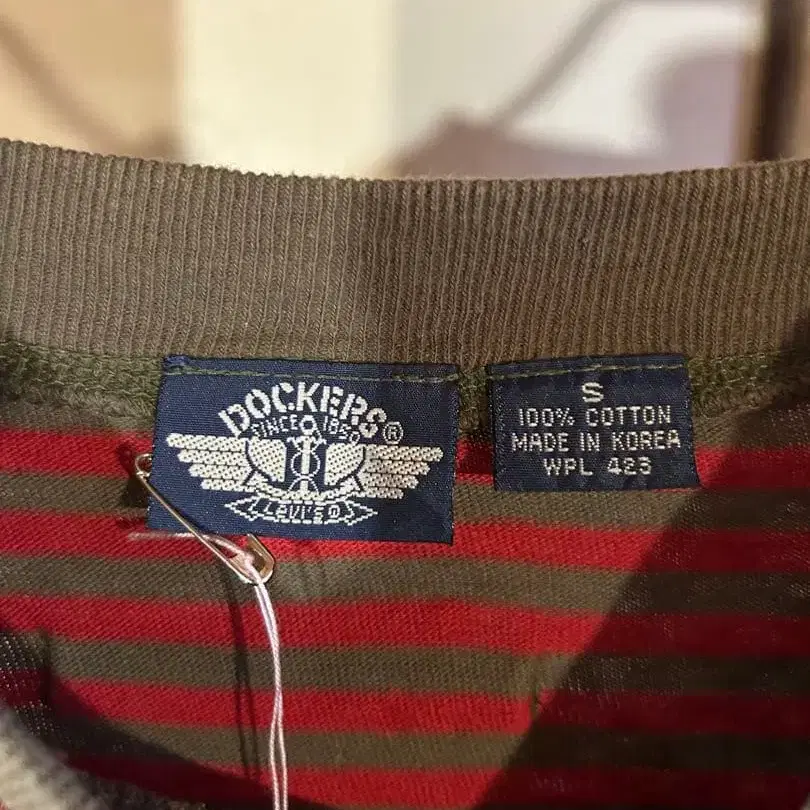 DOCKERS®
SINCE 1850
Levi's®
S
100% COTTON
MADE IN KOREA
WPL 423